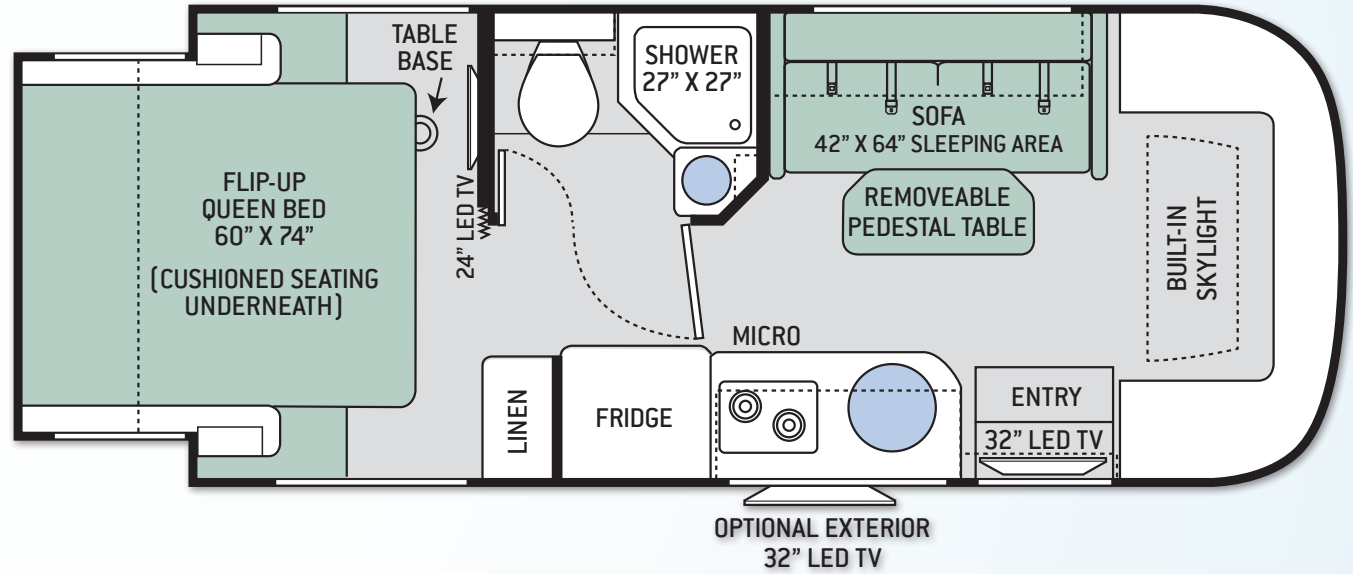 TABLE
BASE
SHOWER
27” X 27”
SOFA
42” X 64” SLEEPING AREA
FLIP-UP
QUEEN BED
60” X 74”
(CUSHIONED SEATING
UNDERNEATH)
24” LED TV
REMOVEABLE
PEDESTAL TABLE
BUILT-IN
SKYLIGHT
MICRO
LINEN
FRIDGE
ENTRY
32” LED TV
OPTIONAL EXTERIOR
32” LED TV